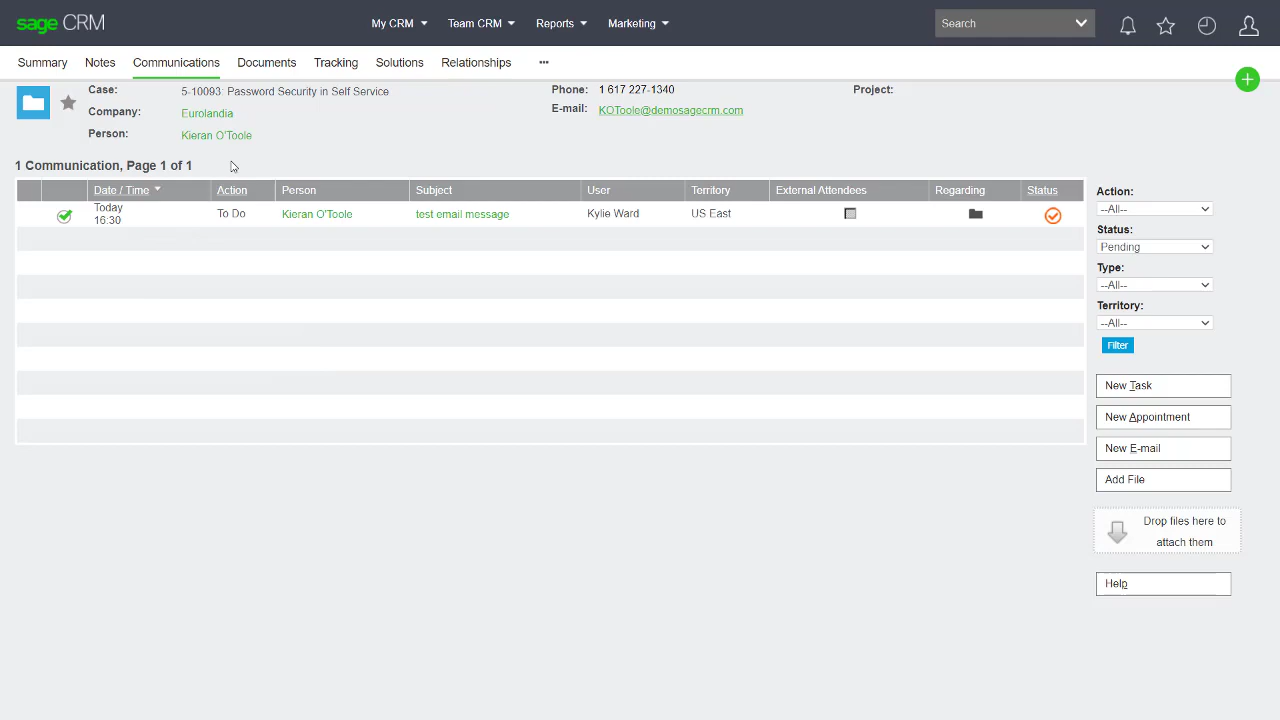 sage CRM
My CRM
Team CRM
Reports
Marketing
Search
Summary
Notes
Communications
Documents
Tracking
Solutions
Relationships
Case:
5-10093: Password Security in Self Service
Company:
Eurolandia
Person:
Kieran O'Toole
Phone:
1 617 227-1340
E-mail:
KOToole@demosagecrm.com
Project:
1 Communication, Page 1 of 1
Date / Time
Action
Person
Subject
User
Territory
External Attendees
Regarding
Status
Today
16:30
To Do
Kieran O'Toole
test email message
Kylie Ward
US East
Action:
--All--
Status:
Pending
Type:
--All--
Territory:
--All--
Filter
New Task
New Appointment
New E-mail
Add File
Drop files here to
attach them
Help